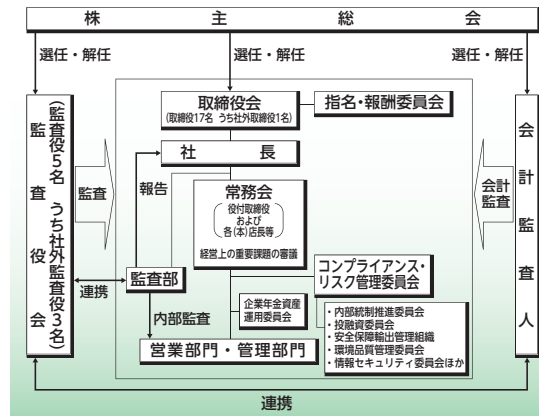 株主総会
選任・解任
選任・解任
選任・解任
取締役会
(取締役17名 うち社外取締役1名)
指名・報酬委員会
社長
監査役会
(監査役5名 うち社外監査役3名)
監査
報告
常務会
役付取締役
および
各(本)店長等
経営上の重要課題の審議
会計
監査
会計監査人
監査部
連携
内部監査
コンプライアンス・
リスク管理委員会
企業年金資産
運用委員会
・内部統制推進委員会
・投融資委員会
・安全保障輸出管理組織
・環境品質管理委員会
・情報セキュリティ委員会ほか
営業部門・管理部門
連携